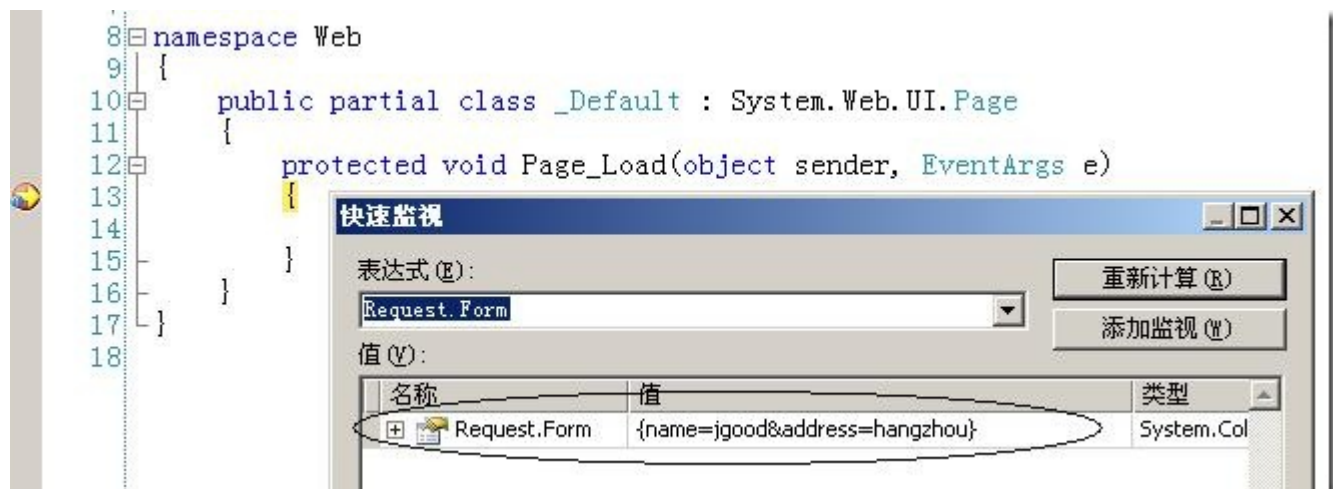 8 namespace Web
9 {
10 public partial class _Default : System.Web.UI.Page
11 {
12 protected void Page_Load(object sender, EventArgs e)
13 {
14
15 }
16 }
17 }
18
快速监视
表达式(E):
重新计算(R)
Request.Form
添加监视(W)
值(V):
名称 值 类型
Request.Form {name=jgood&address=hangzhou} System.Col